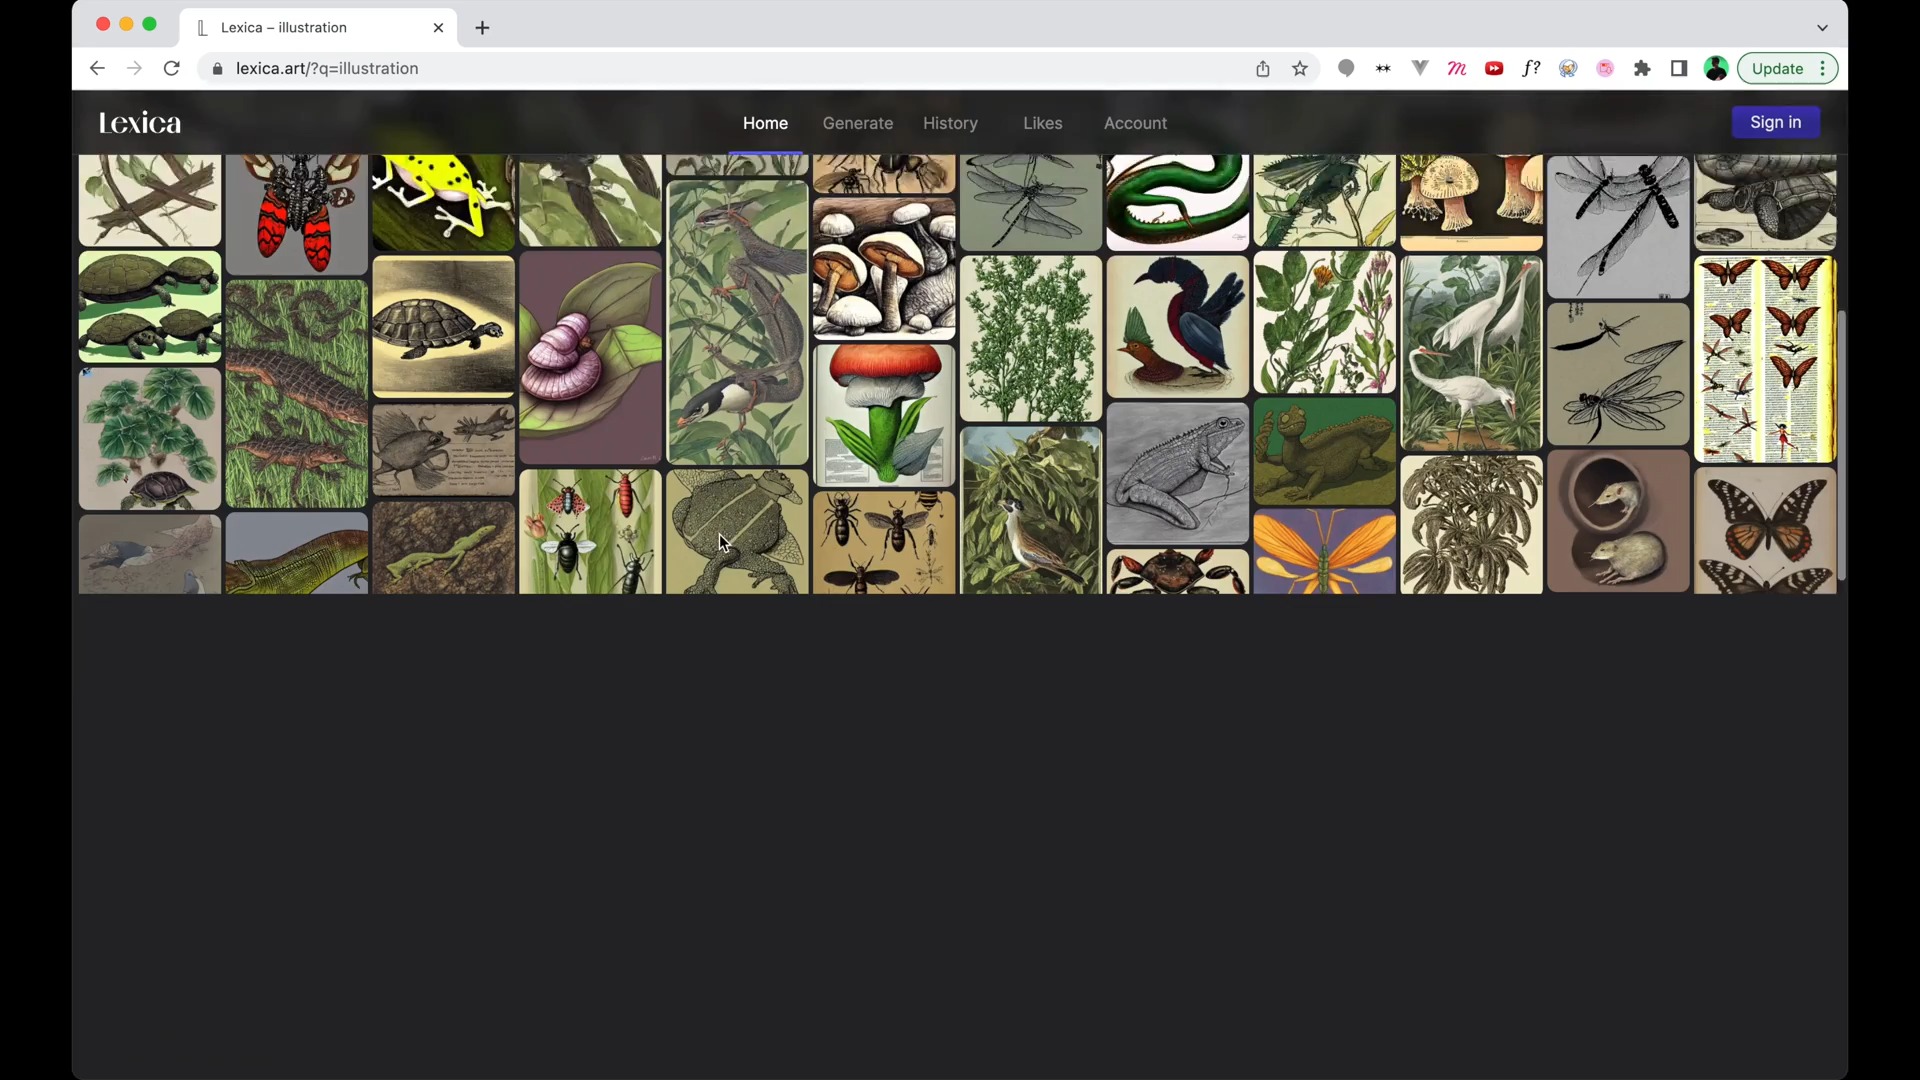 Lexica – illustration
lexica.art/?q=illustration
Update
Lexica
Home
Generate
History
Likes
Account
Sign in